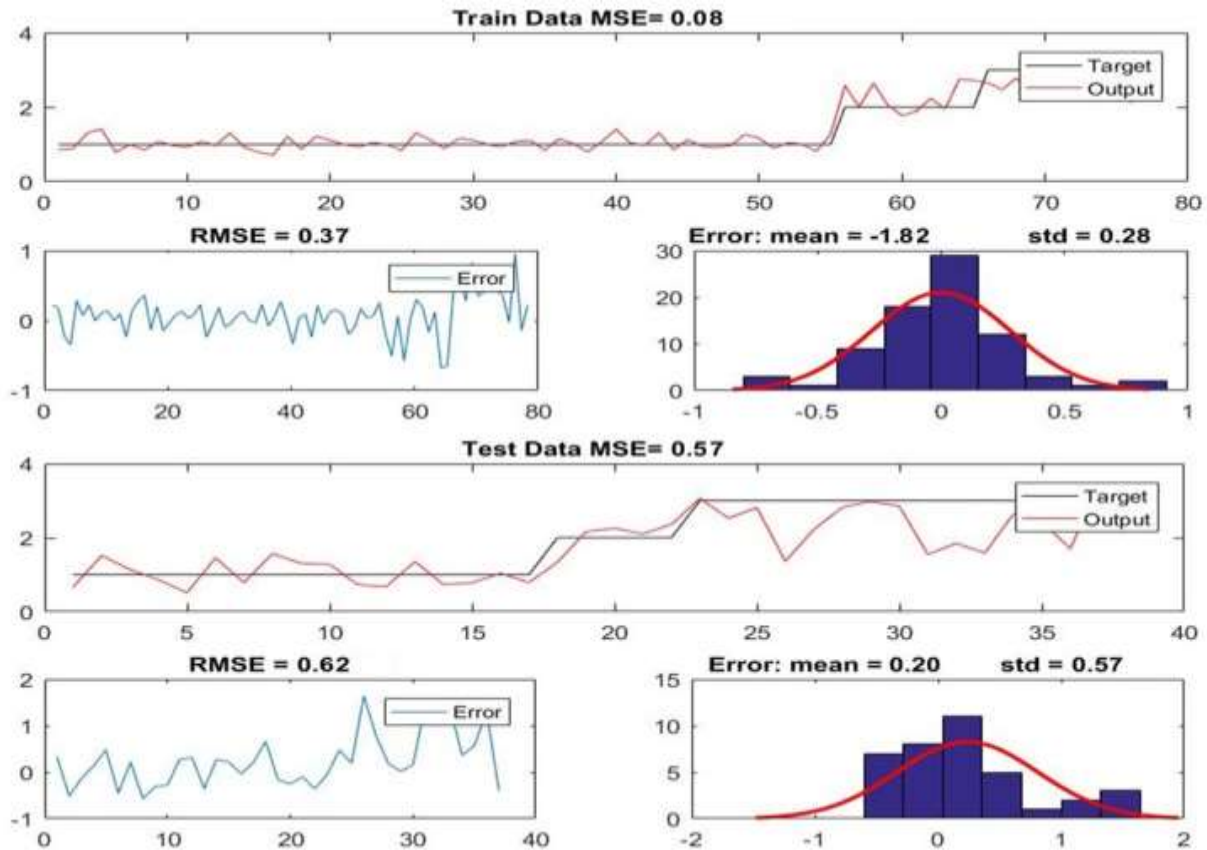 Train Data MSE= 0.08
4
2
0
Target
Output
0 10 20 30 40 50 60 70 80
RMSE = 0.37
1
0
-1
Error
0 20 40 60 80
Error: mean = -1.82 std = 0.28
30
20
10
0
-1 -0.5 0 0.5 1
Test Data MSE= 0.57
4
2
0
Target
Output
0 5 10 15 20 25 30 35 40
RMSE = 0.62
2
1
0
-1
Error
0 10 20 30 40
Error: mean = 0.20 std = 0.57
15
10
5
0
-2 -1 0 1 2